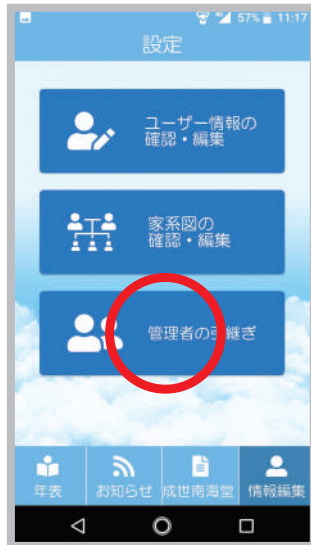 57% 11:17
設定
ユーザー情報の
確認・編集
家系図の
確認・編集
管理者の引継ぎ
年表
お知らせ
成世南海堂
情報編集